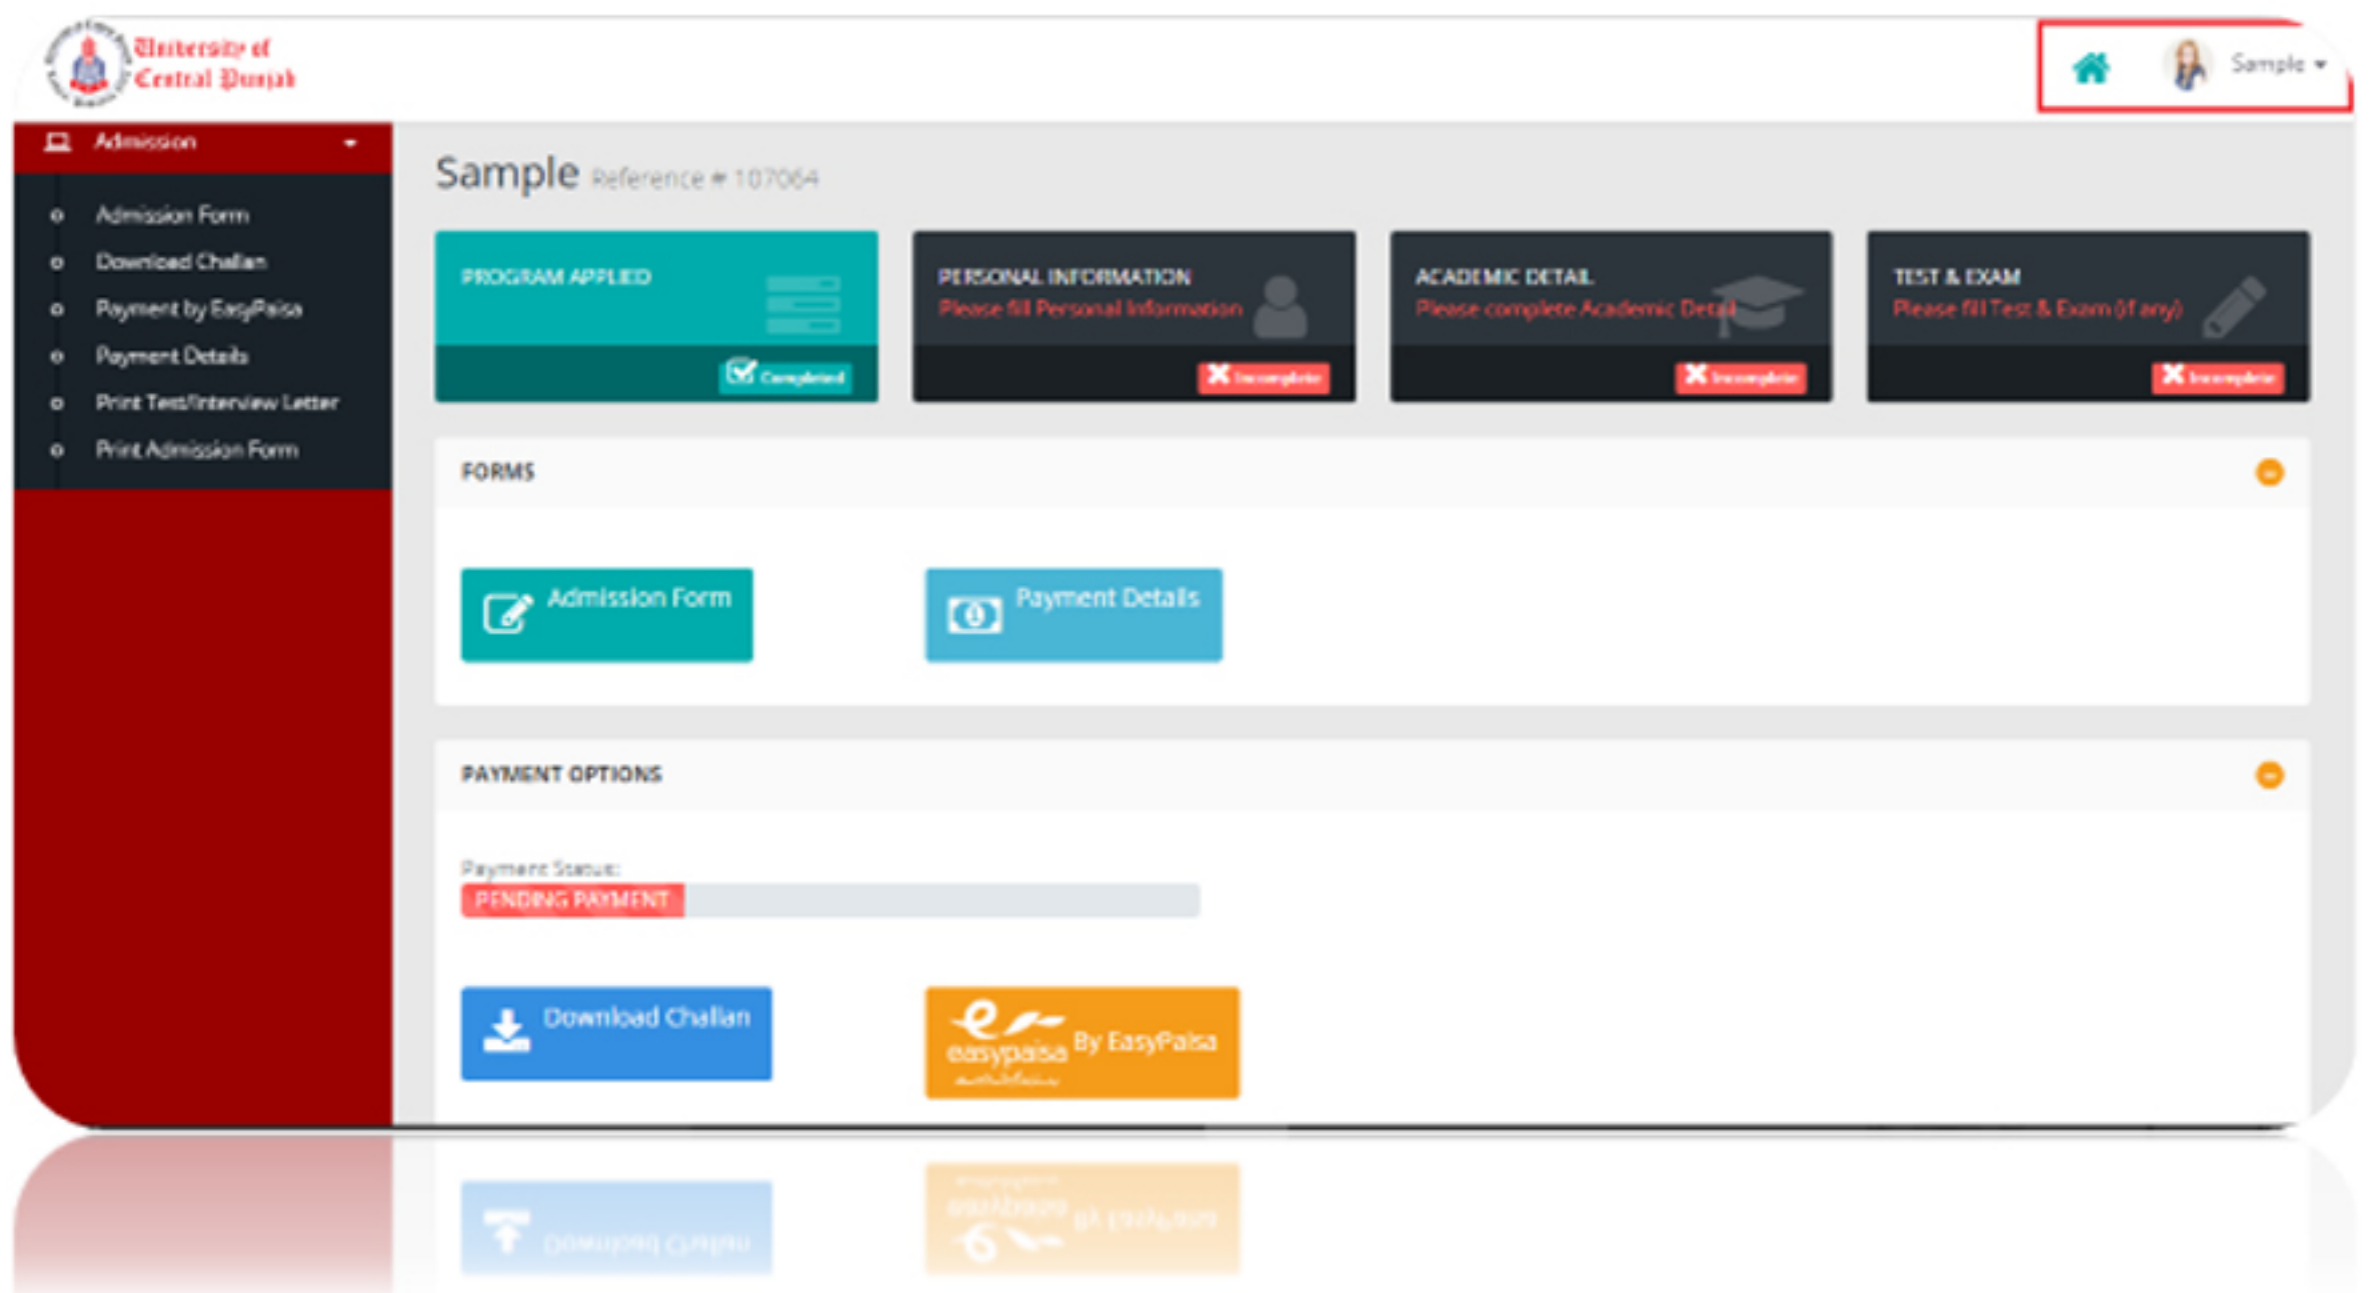 University of
Central Punjab
Sample
Admission
Admission Form
Download Challan
Payment by EasyPaisa
Payment Details
Print Test/Interview Letter
Print Admission Form
Sample Reference # 107064
PROGRAM APPLIED
Completed
PERSONAL INFORMATION
Please fill Personal Information
Incomplete
ACADEMIC DETAIL
Please complete Academic Detail
Incomplete
TEST & EXAM
Please fill Test & Exam (if any)
Incomplete
FORMS
Admission Form
Payment Details
PAYMENT OPTIONS
Payment Status:
PENDING PAYMENT
Download Challan
easypaisa
By EasyPaisa